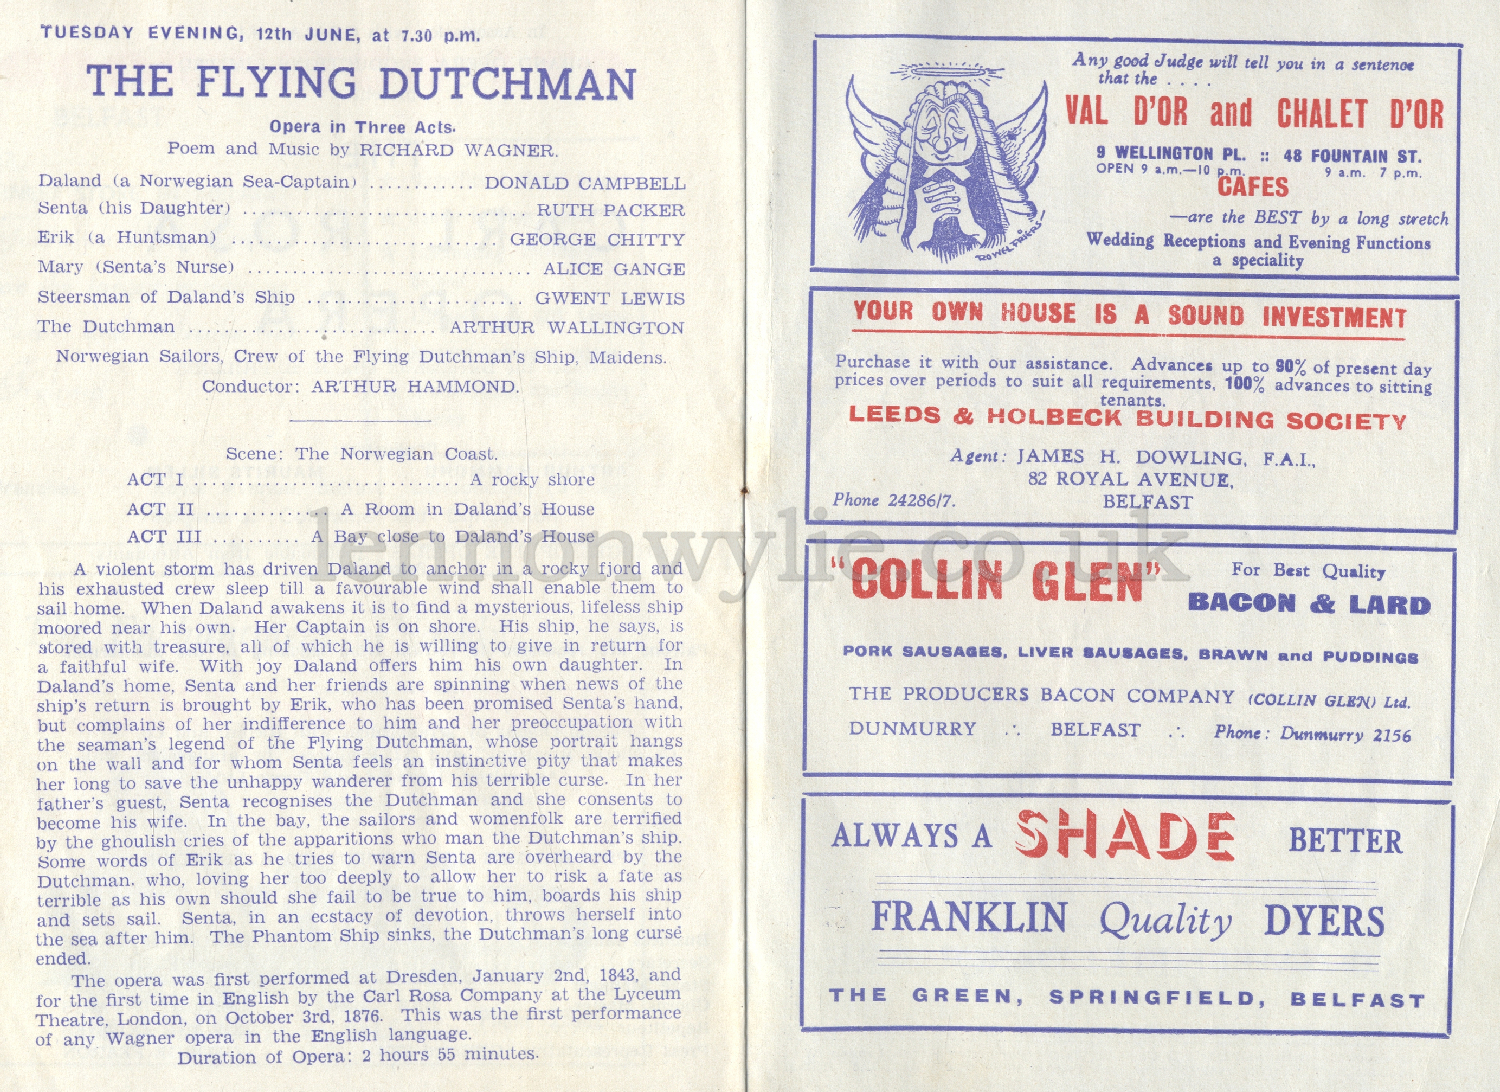 TUESDAY EVENING, 12th JUNE, at 7.30 p.m.
THE FLYING DUTCHMAN
Opera in Three Acts.
Poem and Music by RICHARD WAGNER.
Daland (a Norwegian Sea-Captain) ............ DONALD CAMPBELL
Senta (his Daughter) ................................ RUTH PACKER
Erik (a Huntsman) .............................. GEORGE CHITTY
Mary (Senta's Nurse) ................................ ALICE GANGE
Steersman of Daland's Ship ........................ GWENT LEWIS
The Dutchman ............................ ARTHUR WALLINGTON
Norwegian Sailors, Crew of the Flying Dutchman's Ship, Maidens.
Conductor: ARTHUR HAMMOND.
Scene: The Norwegian Coast.
ACT I .............................. A rocky shore
ACT II .............. A Room in Daland's House
ACT III .......... A Bay close to Daland's House
A violent storm has driven Daland to anchor in a rocky fjord and
his exhausted crew sleep till a favourable wind shall enable them to
sail home. When Daland awakens it is to find a mysterious, lifeless ship
moored near his own. Her Captain is on shore. His ship, he says, is
stored with treasure, all of which he is willing to give in return for
a faithful wife. With joy Daland offers him his own daughter. In
Daland's home, Senta and her friends are spinning when news of the
ship's return is brought by Erik, who has been promised Senta's hand,
but complains of her indifference to him and her preoccupation with
the seaman's legend of the Flying Dutchman, whose portrait hangs
on the wall and for whom Senta feels an instinctive pity that makes
her long to save the unhappy wanderer from his terrible curse. In her
father's guest, Senta recognises the Dutchman and she consents to
become his wife. In the bay, the sailors and womenfolk are terrified
by the ghoulish cries of the apparitions who man the Dutchman's ship.
Some words of Erik as he tries to warn Senta are overheard by the
Dutchman, who, loving her too deeply to allow her to risk a fate as
terrible as his own should she fail to be true to him, boards his ship
and sets sail. Senta, in an ecstacy of devotion, throws herself into
the sea after him. The Phantom Ship sinks, the Dutchman's long curse
ended.
The opera was first performed at Dresden, January 2nd, 1843, and
for the first time in English by the Carl Rosa Company at the Lyceum
Theatre, London, on October 3rd, 1876. This was the first performance
of any Wagner opera in the English language.
Duration of Opera: 2 hours 55 minutes.
Any good Judge will tell you in a sentence
that the . . . .
VAL D'OR and CHALET D'OR
9 WELLINGTON PL. :: 48 FOUNTAIN ST.
OPEN 9 a.m.—10 p.m. 9 a.m. 7 p.m.
CAFES
—are the BEST by a long stretch
Wedding Receptions and Evening Functions
a speciality
ROWEL FRIERS
YOUR OWN HOUSE IS A SOUND INVESTMENT
Purchase it with our assistance. Advances up to 90% of present day
prices over periods to suit all requirements, 100% advances to sitting
tenants.
LEEDS & HOLBECK BUILDING SOCIETY
Agent: JAMES H. DOWLING, F.A.I.,
82 ROYAL AVENUE,
Phone 24286/7. BELFAST
lennonwylie.co.uk
"COLLIN GLEN" For Best Quality
BACON & LARD
PORK SAUSAGES, LIVER SAUSAGES, BRAWN and PUDDINGS
THE PRODUCERS BACON COMPANY (COLLIN GLEN) Ltd.
DUNMURRY ∴ BELFAST ∴ Phone: Dunmurry 2156
ALWAYS A SHADE BETTER
FRANKLIN Quality DYERS
THE GREEN, SPRINGFIELD, BELFAST